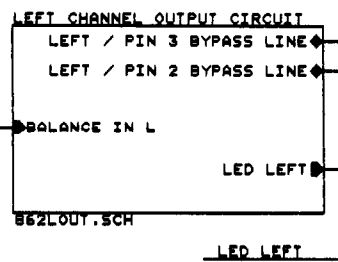 LEFT CHANNEL OUTPUT CIRCUIT
LEFT / PIN 3 BYPASS LINE
LEFT / PIN 2 BYPASS LINE
BALANCE IN L
LED LEFT
862LOUT.SCH
LED LEFT